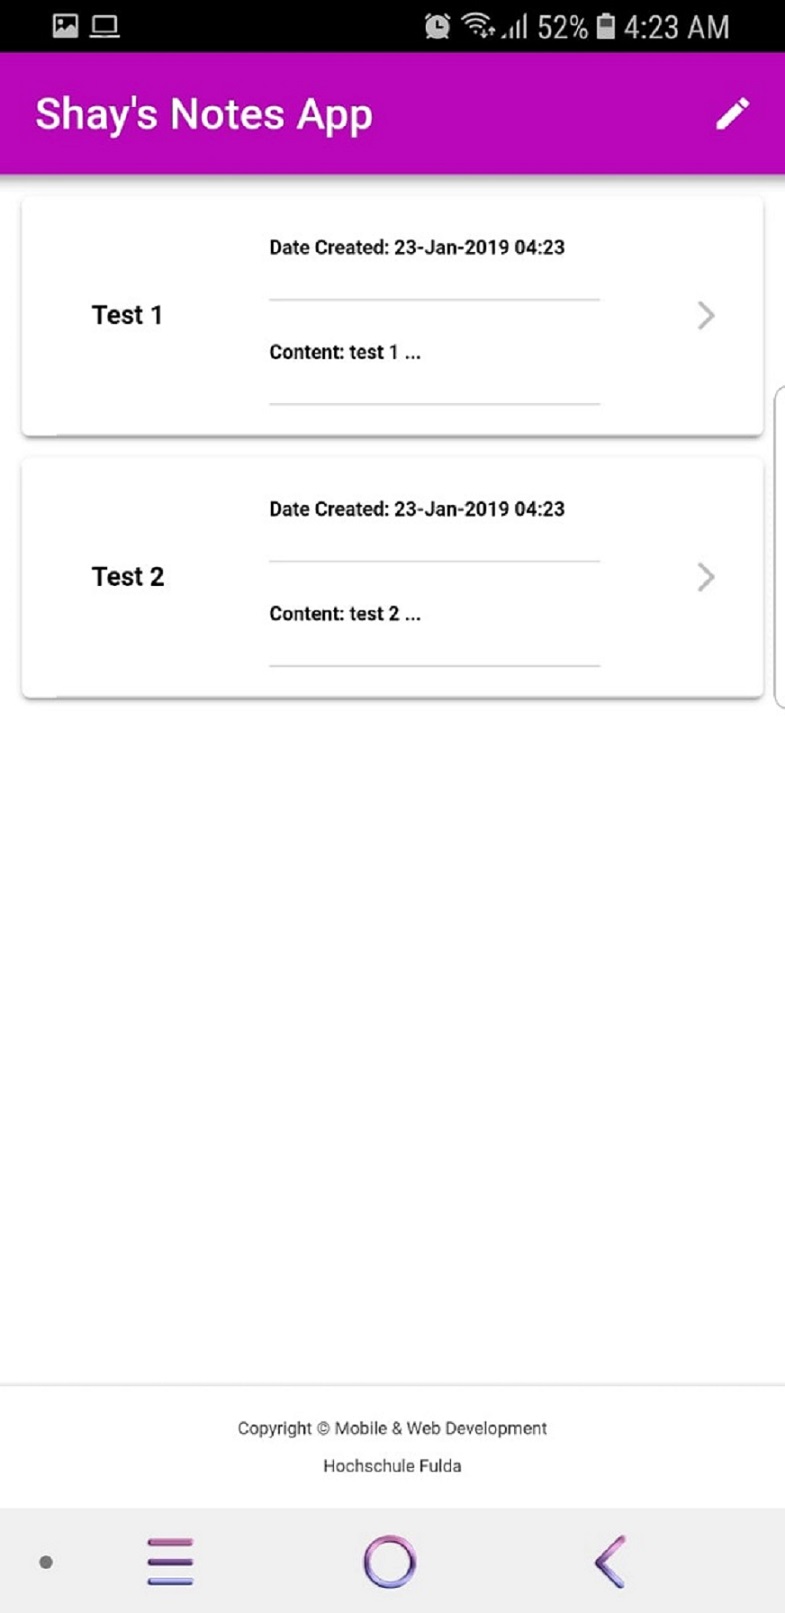 52% 4:23 AM
Shay's Notes App
Date Created: 23-Jan-2019 04:23
Test 1
Content: test 1 ...
Date Created: 23-Jan-2019 04:23
Test 2
Content: test 2 ...
Copyright © Mobile & Web Development
Hochschule Fulda